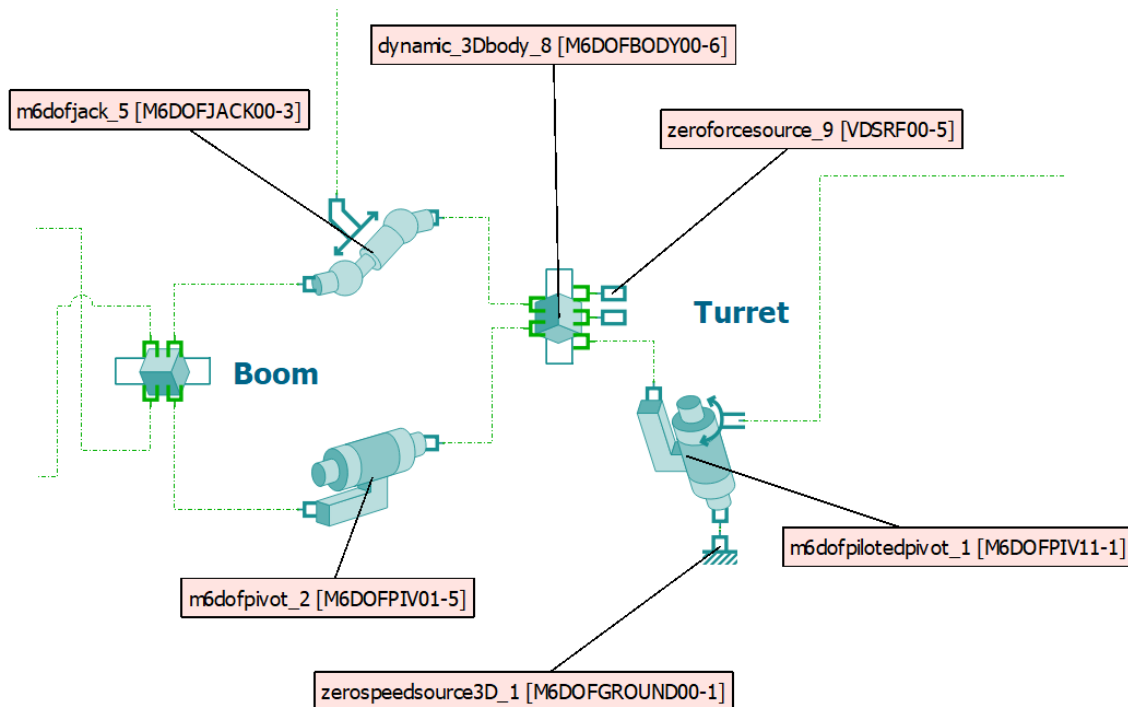 dynamic_3Dbody_8 [M6DOFBODY00-6]
m6dofjack_5 [M6DOFJACK00-3]
zeroforcesource_9 [VDSRF00-5]
Turret
Boom
m6dofpilotedpivot_1 [M6DOFPIV11-1]
m6dofpivot_2 [M6DOFPIV01-5]
zerospeedsource3D_1 [M6DOFGROUND00-1]